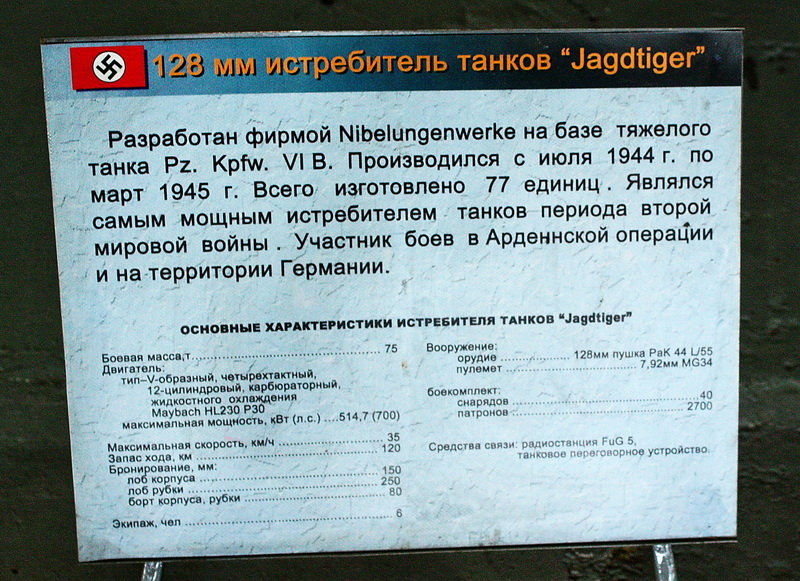 128 мм истребитель танков “Jagdtiger”
Разработан фирмой Nibelungenwerke на базе тяжелого
танка Pz. Kpfw. VI B. Производился с июля 1944 г. по
март 1945 г. Всего изготовлено 77 единиц. Являлся
самым мощным истребителем танков периода второй
мировой войны. Участник боев в Арденнской операции
и на территории Германии.
ОСНОВНЫЕ ХАРАКТЕРИСТИКИ ИСТРЕБИТЕЛЯ ТАНКОВ “Jagdtiger”
Боевая масса,т........................................ 75
Двигатель:
тип–V-образный, четырехтактный,
12-цилиндровый, карбюраторный,
жидкостного охлаждения
Maybach HL230 P30
максимальная мощность, кВт (л.с.) ....514,7 (700)
Максимальная скорость, км/ч ........................ 35
Запас хода, км ........................................ 120
Бронирование, мм:
лоб корпуса ........................................ 150
лоб рубки ........................................ 250
борт корпуса, рубки ................................ 80
Экипаж, чел ........................................ 6
Вооружение:
орудие .................. 128мм пушка PaK 44 L/55
пулемет .................................. 7,92мм MG34
боекомплект:
снарядов ........................................ 40
патронов ........................................ 2700
Средства связи: радиостанция FuG 5,
танковое переговорное устройство.